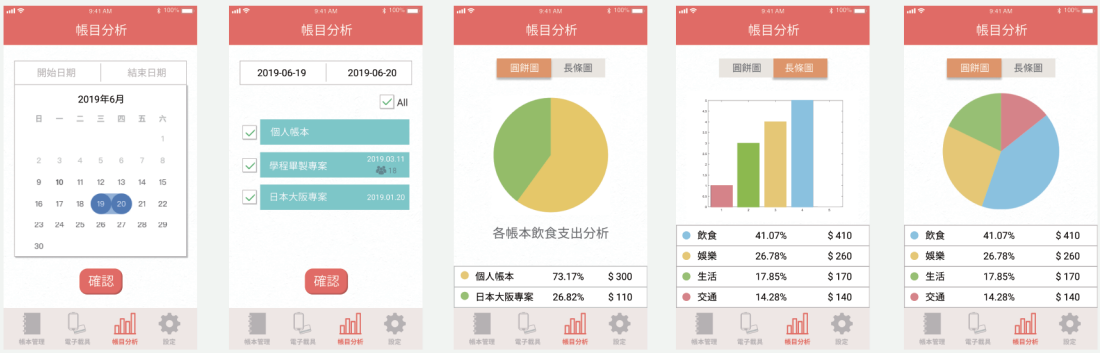 9:41 AM 100%
帳目分析
開始日期 結束日期
2019年6月
日 一 二 三 四 五 六
1
2 3 4 5 6 7 8
9 10 11 12 13 14 15
16 17 18 19 20 21 22
23 24 25 26 27 28 29
30
確認
帳本管理 電子載具 帳目分析 設定
9:41 AM 100%
帳目分析
2019-06-19 2019-06-20
All
個人帳本
學程畢製專案 2019.03.11
18
日本大阪專案 2019.01.20
確認
帳本管理 電子載具 帳目分析 設定
9:41 AM 100%
帳目分析
圓餅圖 長條圖
各帳本飲食支出分析
個人帳本 73.17% $ 300
日本大阪專案 26.82% $ 110
帳本管理 電子載具 帳目分析 設定
9:41 AM 100%
帳目分析
圓餅圖 長條圖
飲食 41.07% $ 410
娛樂 26.78% $ 260
生活 17.85% $ 170
交通 14.28% $ 140
帳本管理 電子載具 帳目分析 設定
9:41 AM 100%
帳目分析
圓餅圖 長條圖
飲食 41.07% $ 410
娛樂 26.78% $ 260
生活 17.85% $ 170
交通 14.28% $ 140
帳本管理 電子載具 帳目分析 設定